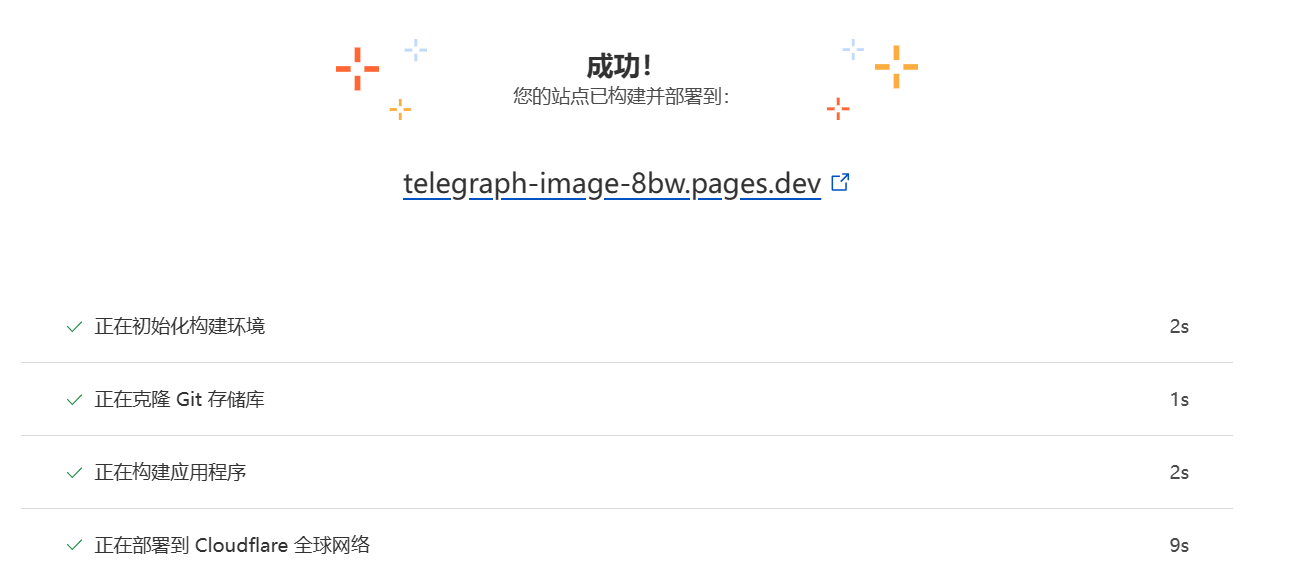 成功！
您的站点已构建并部署到：
telegraph-image-8bw.pages.dev
正在初始化构建环境 2s
正在克隆 Git 存储库 1s
正在构建应用程序 2s
正在部署到 Cloudflare 全球网络 9s